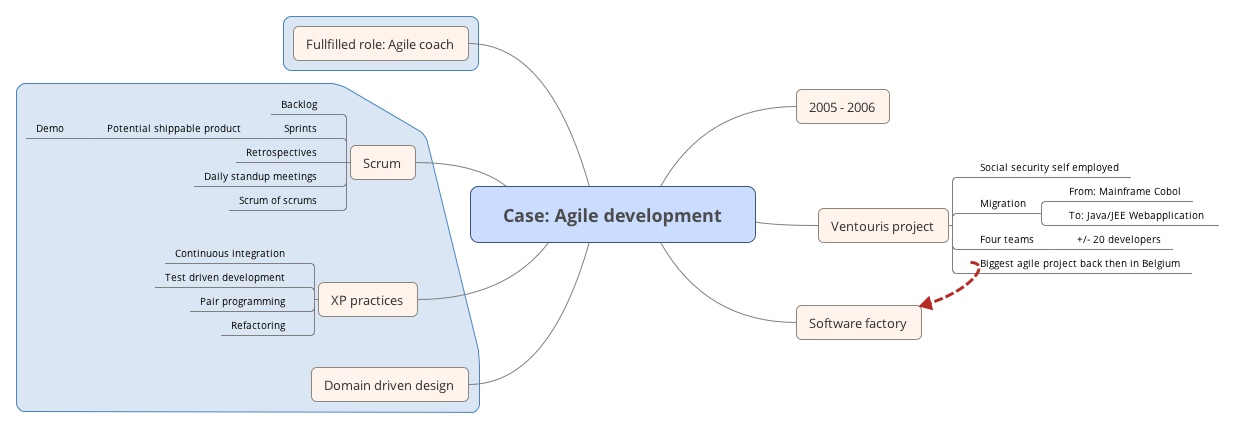 Fullfilled role: Agile coach
Backlog
Demo
Potential shippable product
Sprints
Retrospectives
Daily standup meetings
Scrum of scrums
Scrum
Continuous integration
Test driven development
Pair programming
Refactoring
XP practices
Domain driven design
Case: Agile development
2005 - 2006
Ventouris project
Social security self employed
Migration
From: Mainframe Cobol
To: Java/JEE Webapplication
Four teams
+/- 20 developers
Biggest agile project back then in Belgium
Software factory